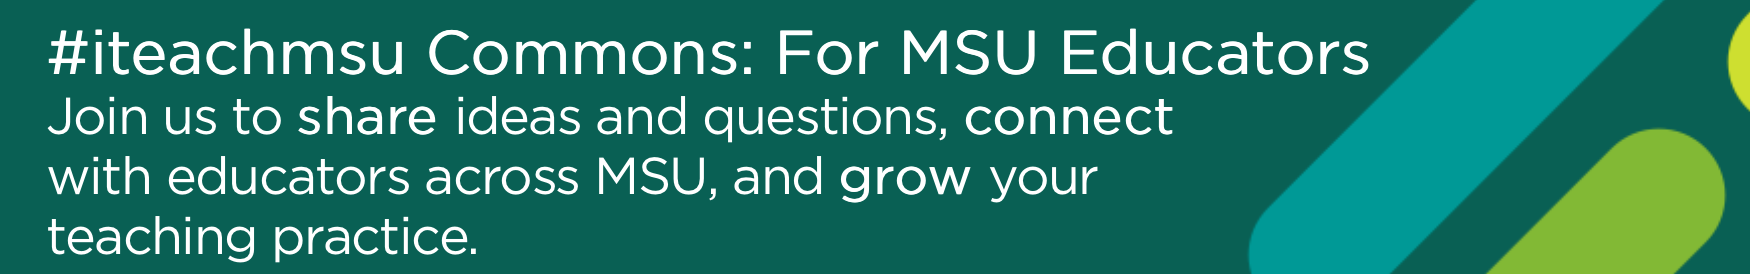 #iteachmsu Commons: For MSU Educators
Join us to share ideas and questions, connect
with educators across MSU, and grow your
teaching practice.